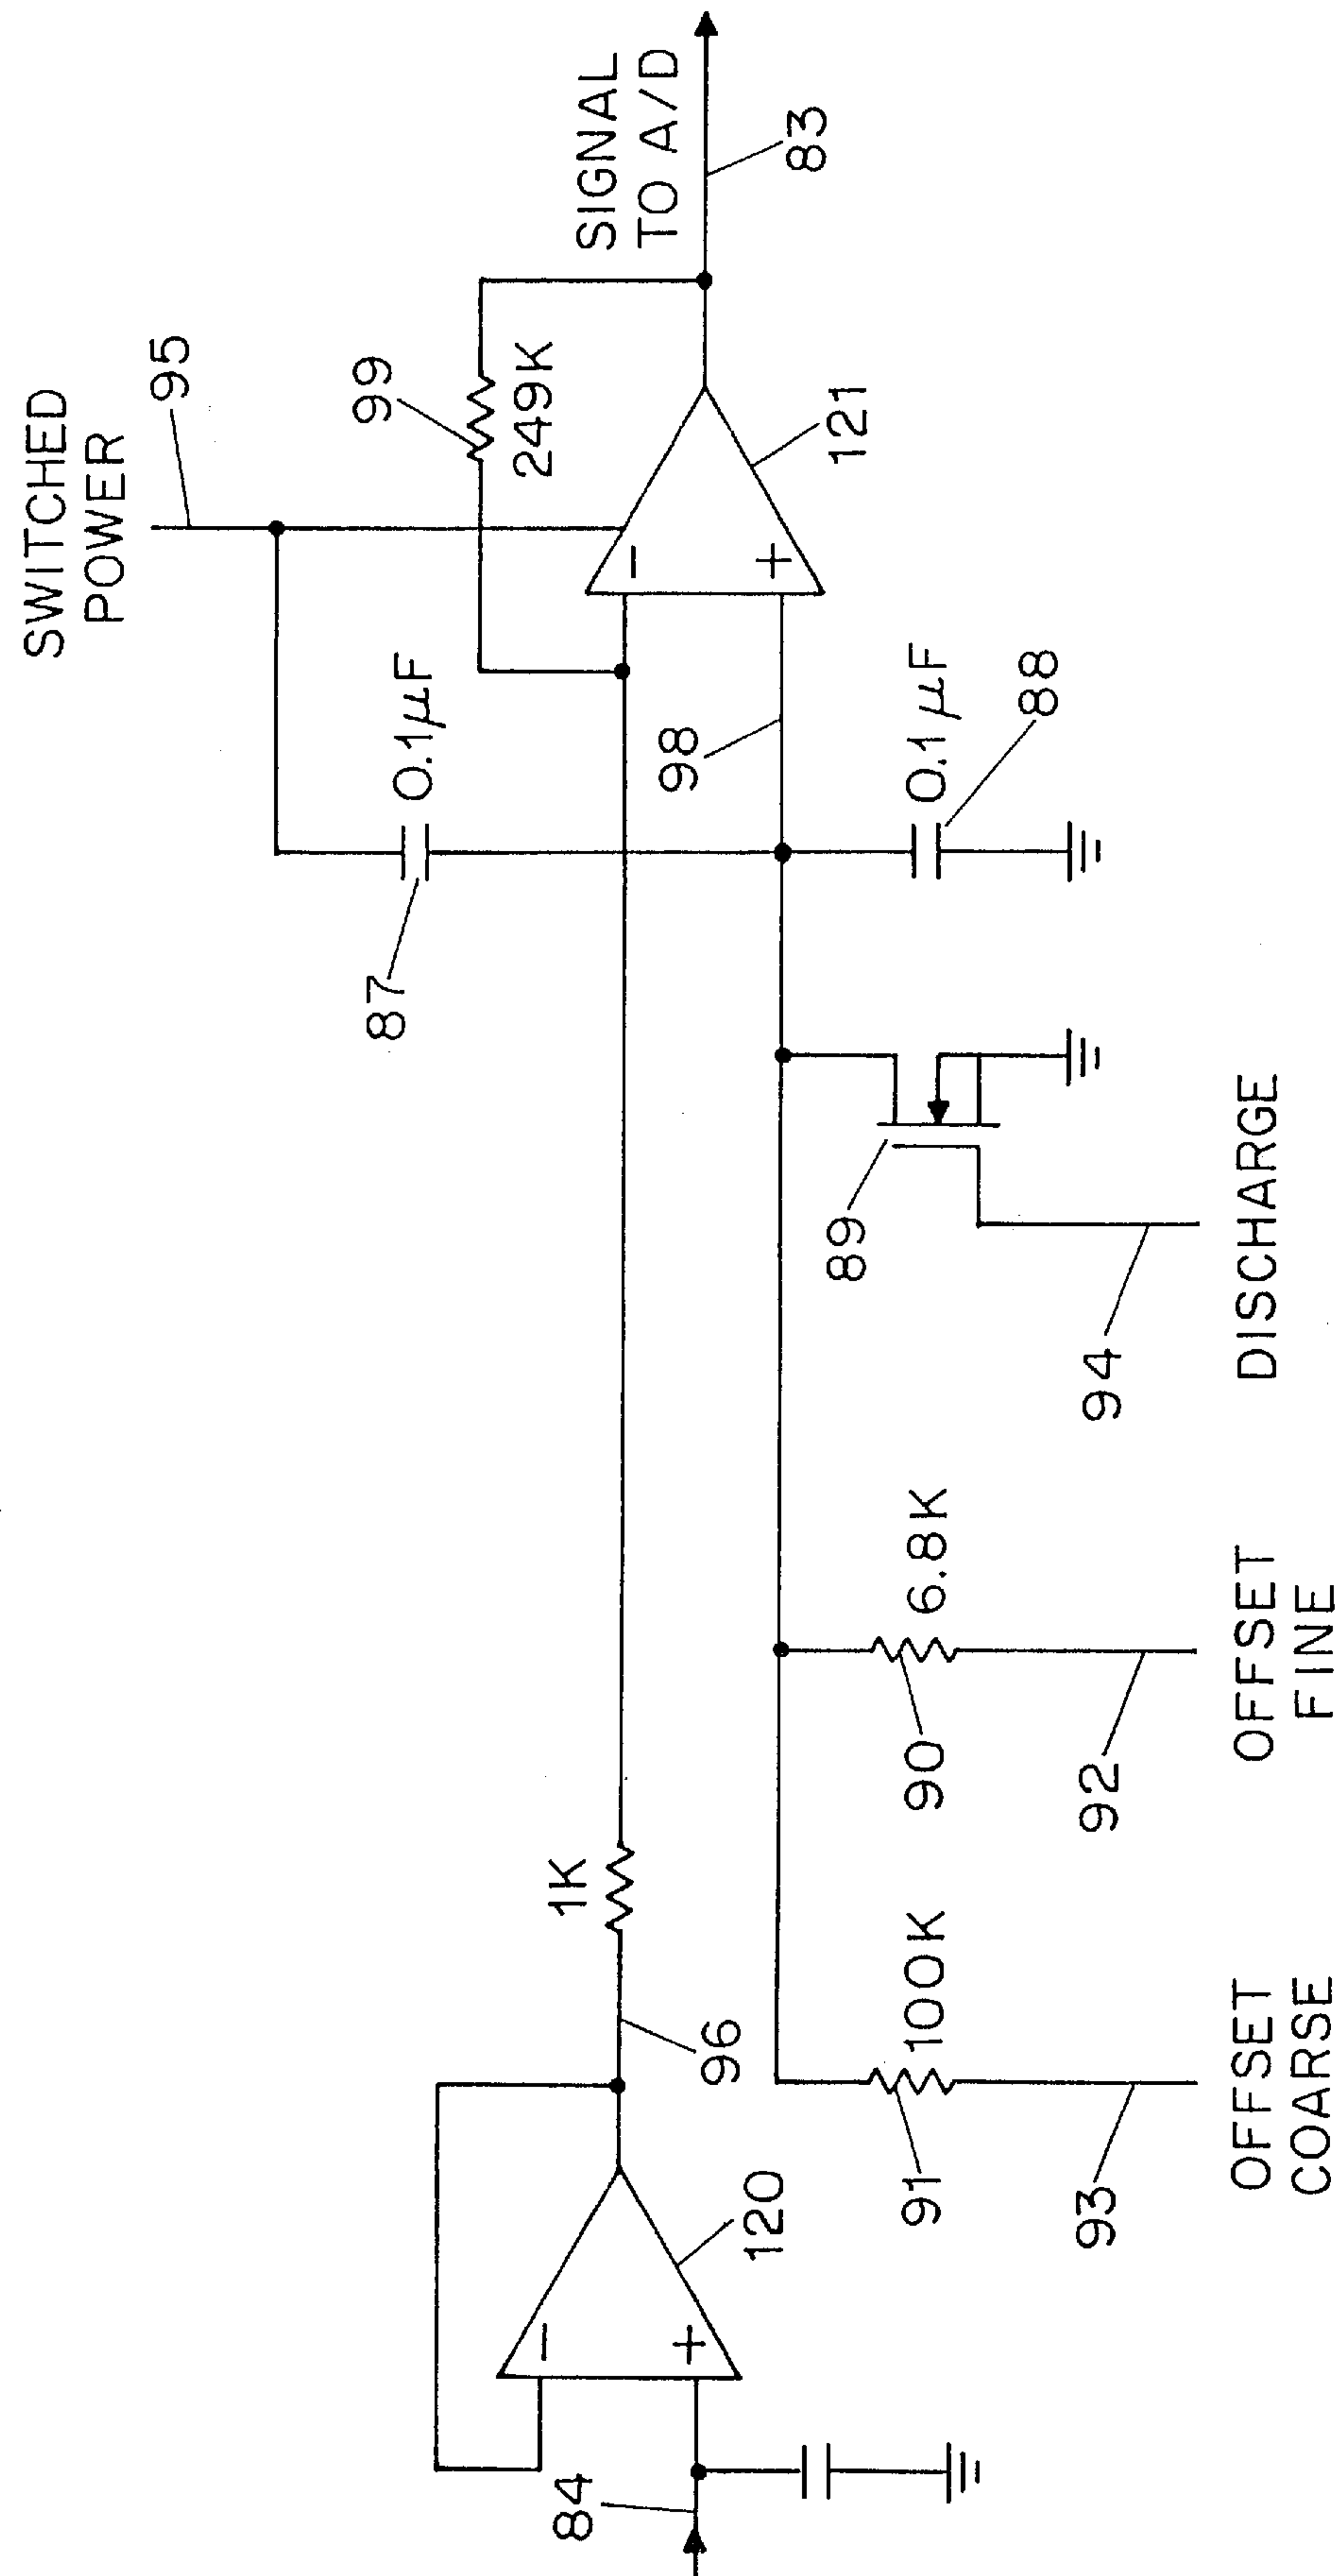 SWITCHED
POWER
95
99
249K
SIGNAL
TO A/D
83
121
−
+
87
0.1µF
98
0.1µF
88
89
94
DISCHARGE
1K
96
90
6.8K
92
OFFSET
FINE
91
100K
93
OFFSET
COARSE
120
−
+
84